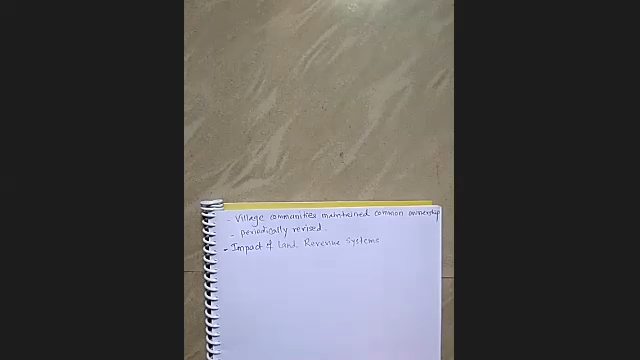 - Village communities maintained common ownership
- periodically revised.
- Impact of Land Revenue Systems